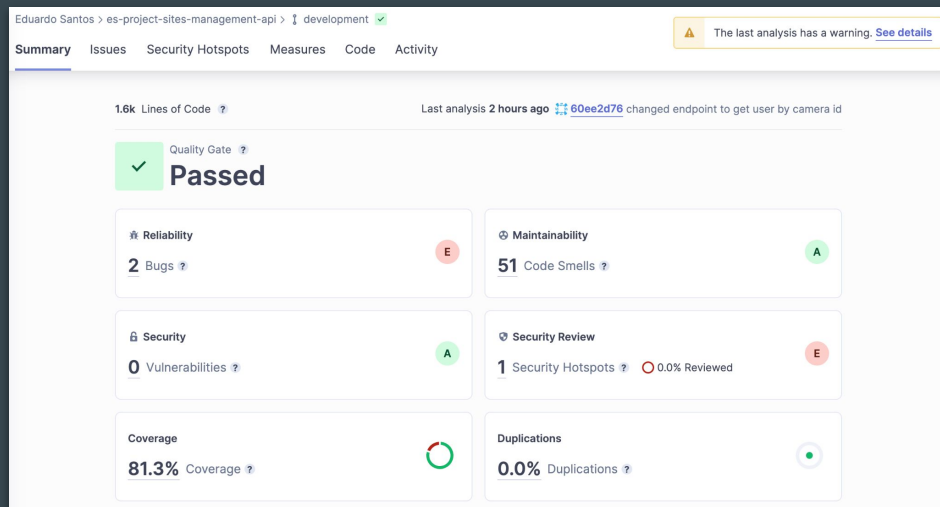 Eduardo Santos > es-project-sites-management-api > development
The last analysis has a warning. See details
Summary Issues Security Hotspots Measures Code Activity
1.6k Lines of Code ? Last analysis 2 hours ago 60ee2d76 changed endpoint to get user by camera id
Quality Gate ?
Passed
Reliability
2 Bugs ? E
Maintainability
51 Code Smells ? A
Security
0 Vulnerabilities ? A
Security Review
1 Security Hotspots ? 0.0% Reviewed E
Coverage
81.3% Coverage ?
Duplications
0.0% Duplications ?